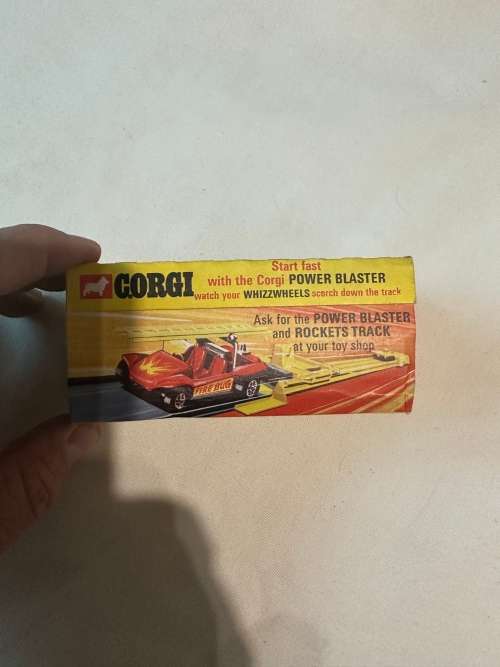 CORGI
Start fast
with the Corgi POWER BLASTER
watch your WHIZZWHEELS scorch down the track
Ask for the POWER BLASTER
and ROCKETS TRACK
at your toy shop
FIRE BUG